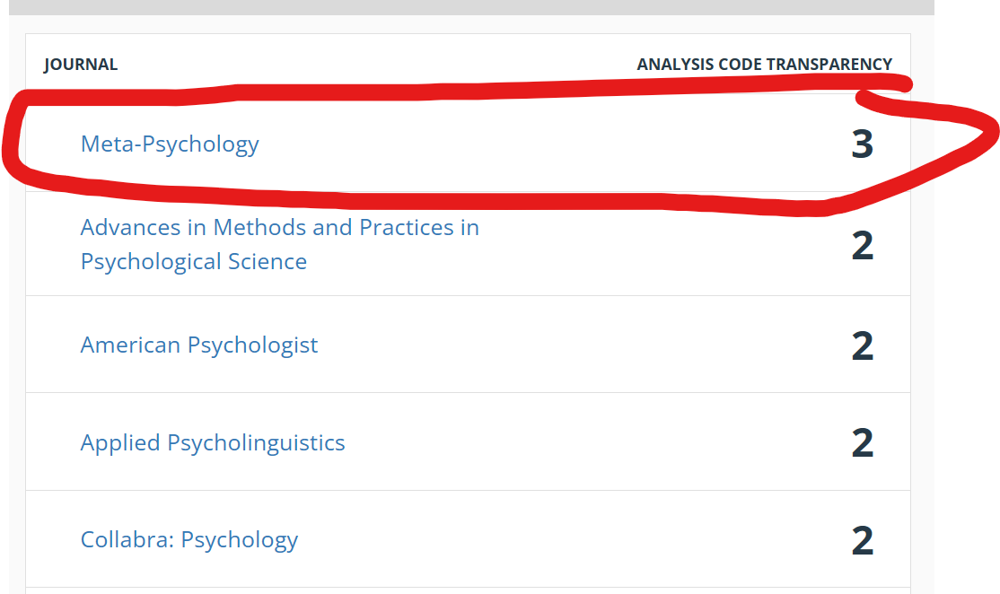 JOURNAL ANALYSIS CODE TRANSPARENCY
Meta-Psychology 3
Advances in Methods and Practices in
Psychological Science 2
American Psychologist 2
Applied Psycholinguistics 2
Collabra: Psychology 2